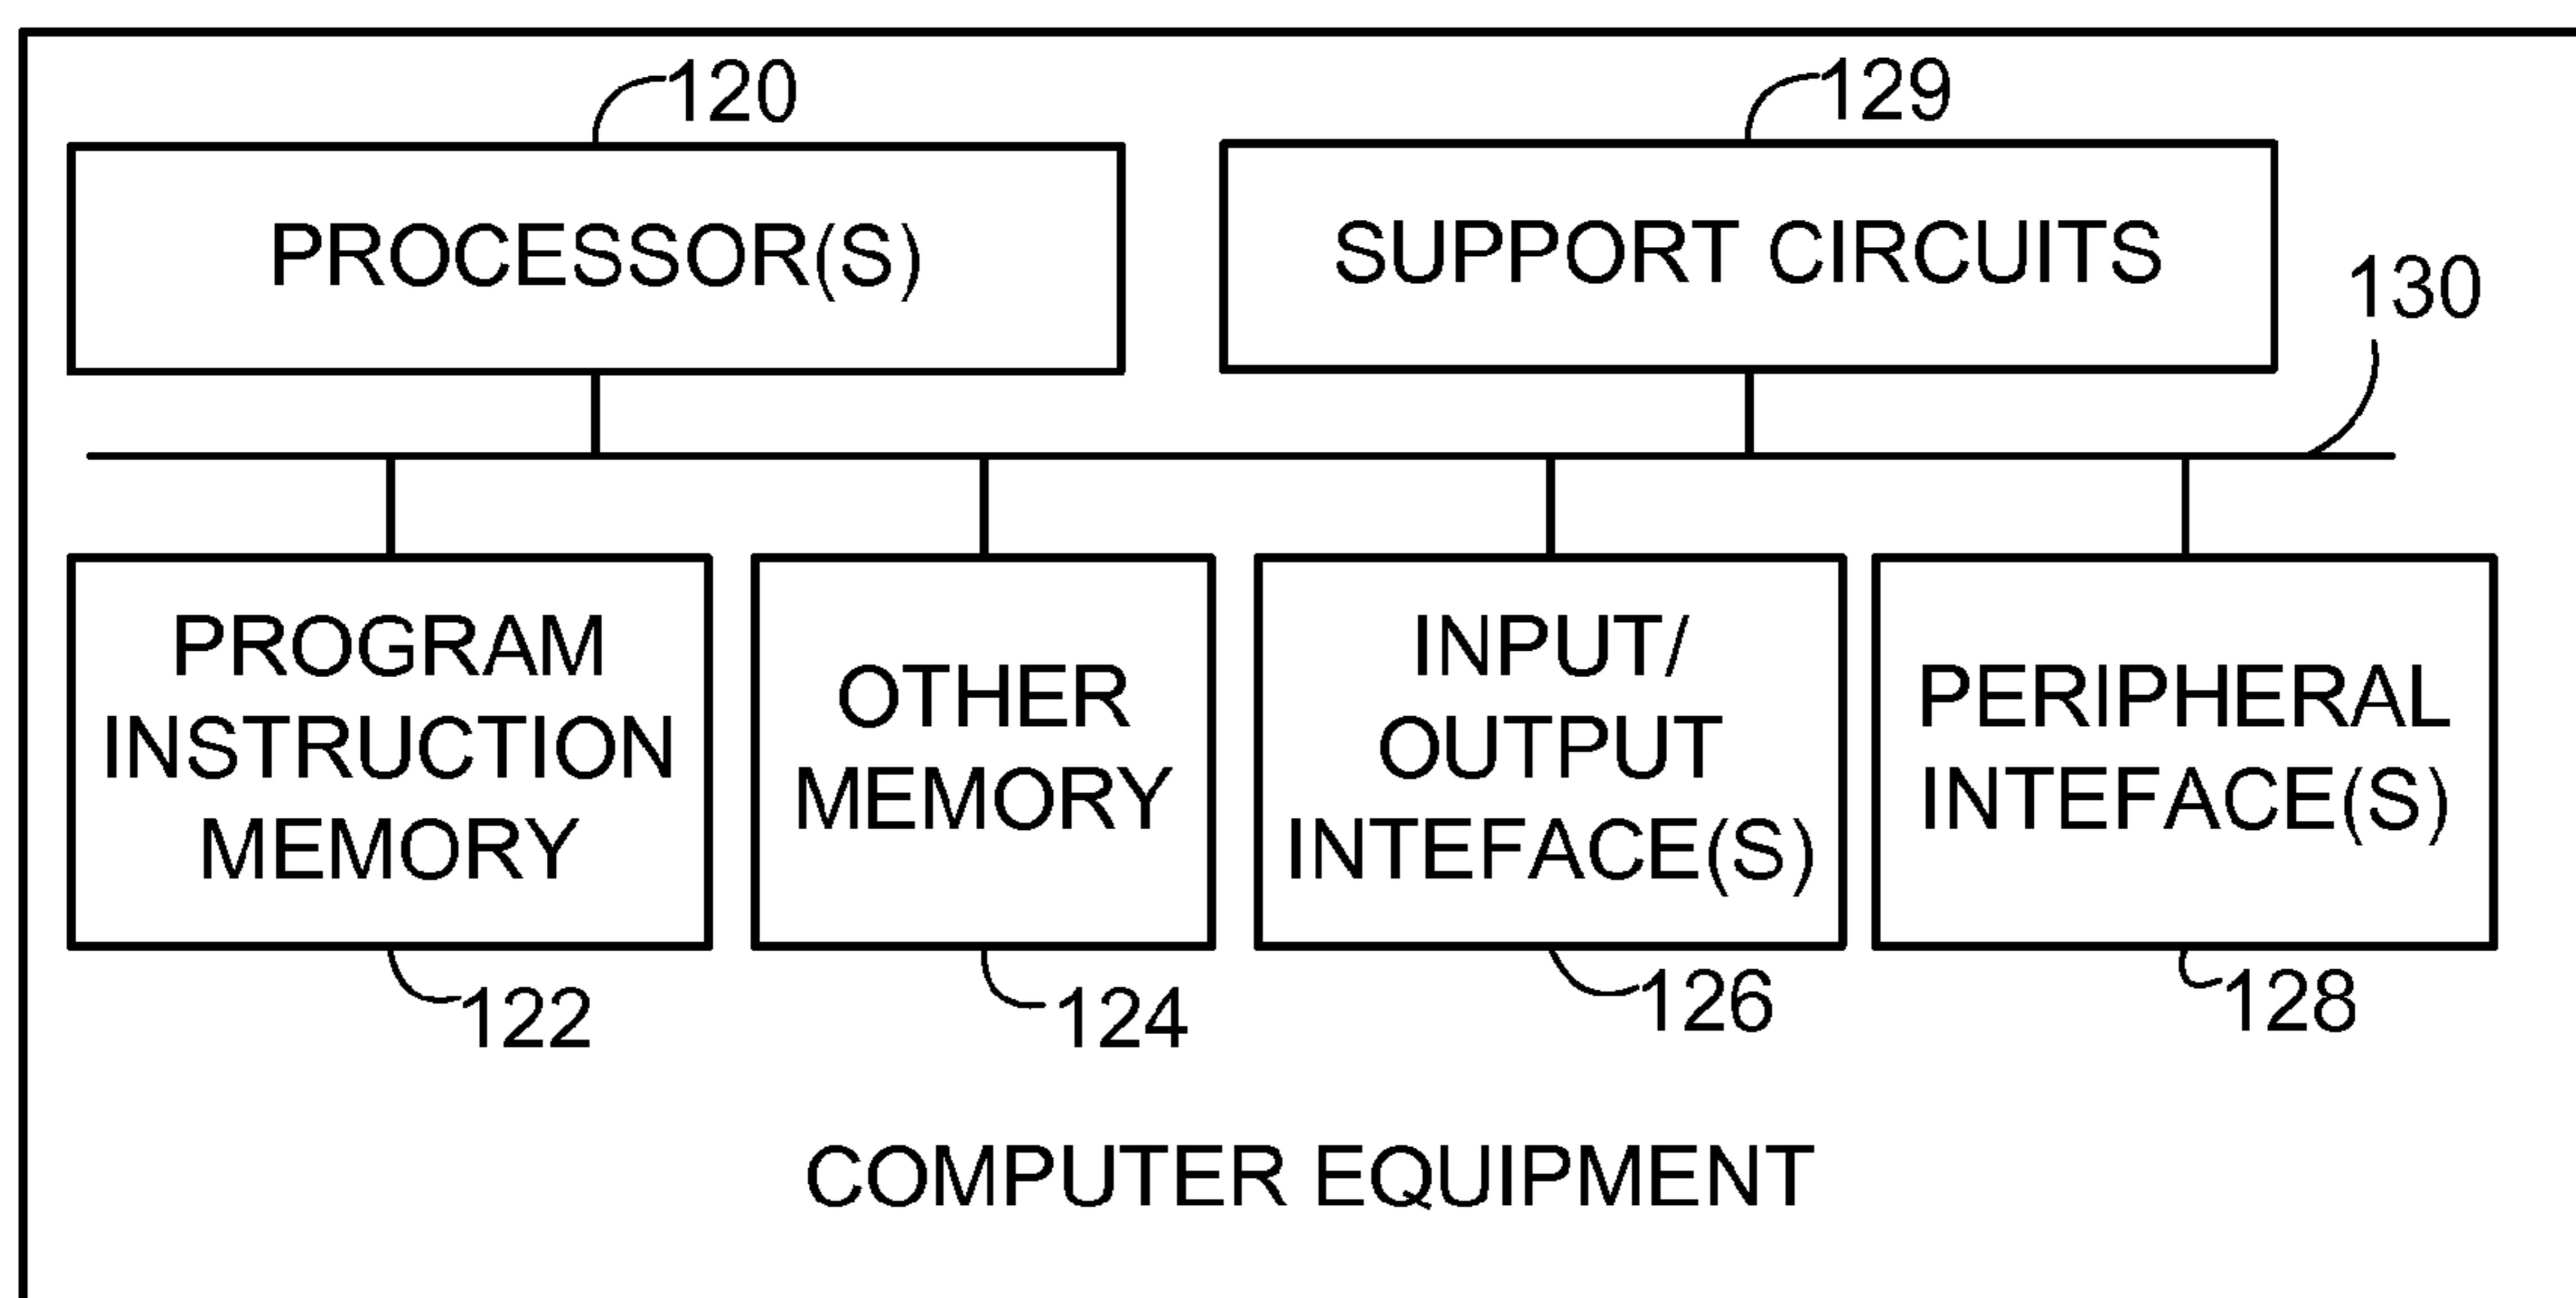 120
129
PROCESSOR(S)
SUPPORT CIRCUITS
130
PROGRAM
INSTRUCTION
MEMORY
OTHER
MEMORY
INPUT/
OUTPUT
INTEFACE(S)
PERIPHERAL
INTEFACE(S)
122
124
126
128
COMPUTER EQUIPMENT